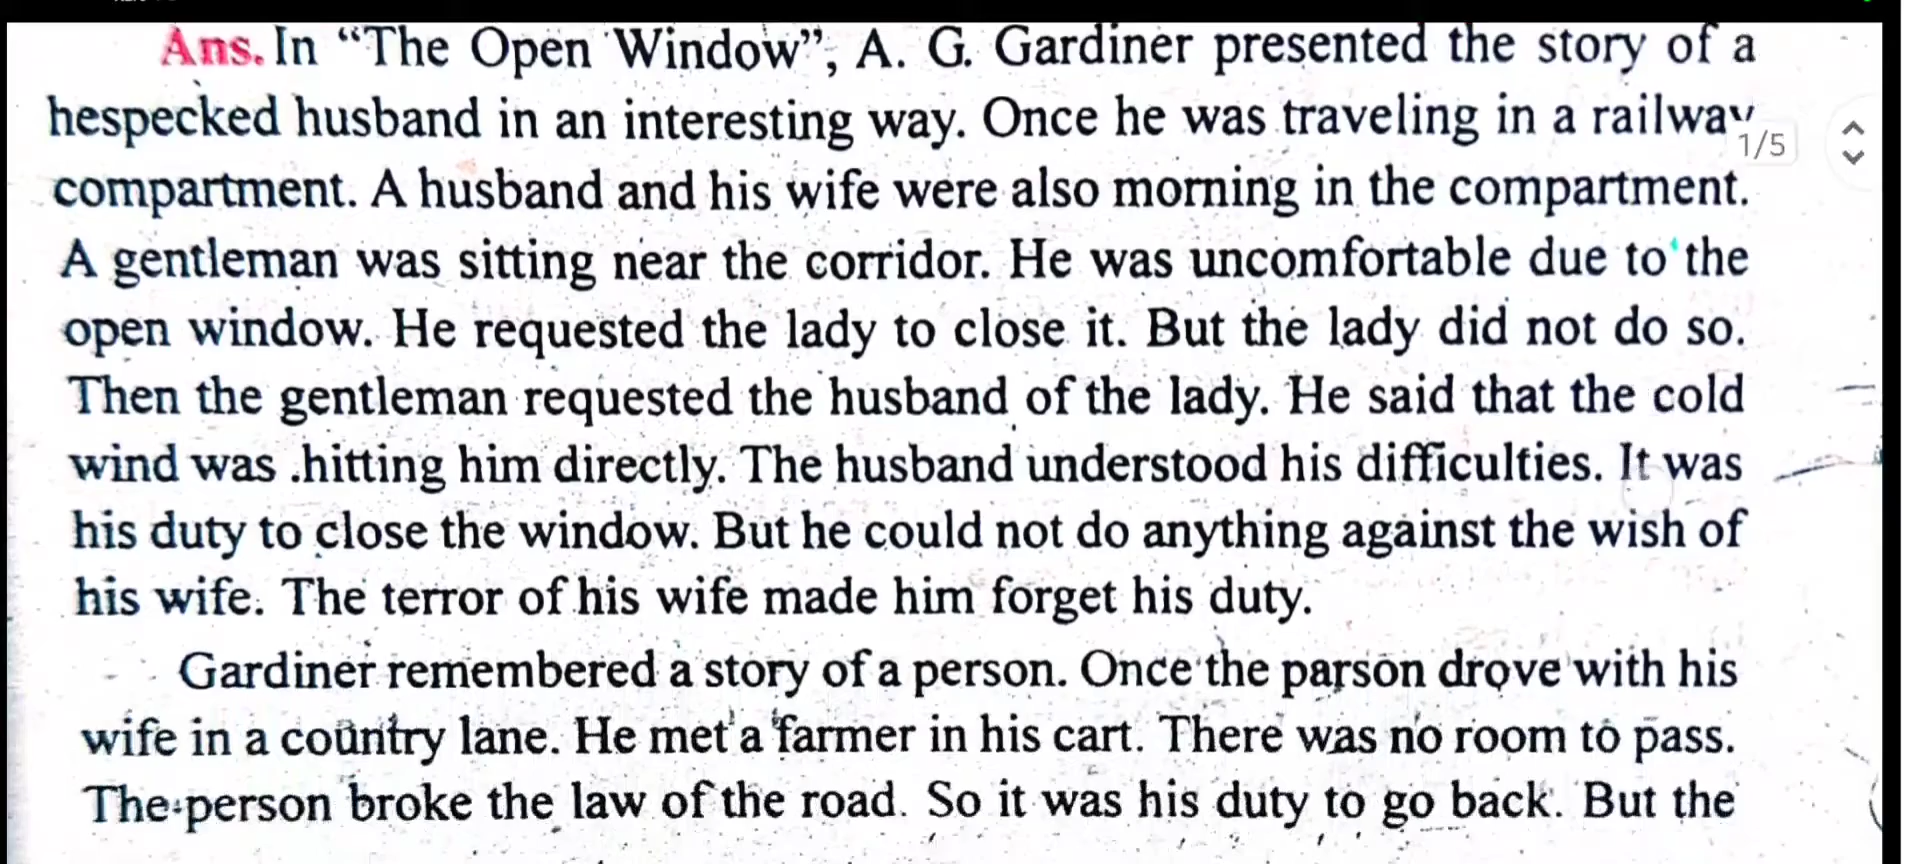 Ans. In “The Open Window”, A. G. Gardiner presented the story of a
hespecked husband in an interesting way. Once he was traveling in a railway
1/5
compartment. A husband and his wife were also morning in the compartment.
A gentleman was sitting near the corridor. He was uncomfortable due to the
open window. He requested the lady to close it. But the lady did not do so.
Then the gentleman requested the husband of the lady. He said that the cold
wind was .hitting him directly. The husband understood his difficulties. It was
his duty to close the window. But he could not do anything against the wish of
his wife. The terror of his wife made him forget his duty.
Gardiner remembered a story of a person. Once the parson drove with his
wife in a country lane. He met a farmer in his cart. There was no room to pass.
The person broke the law of the road. So it was his duty to go back. But the